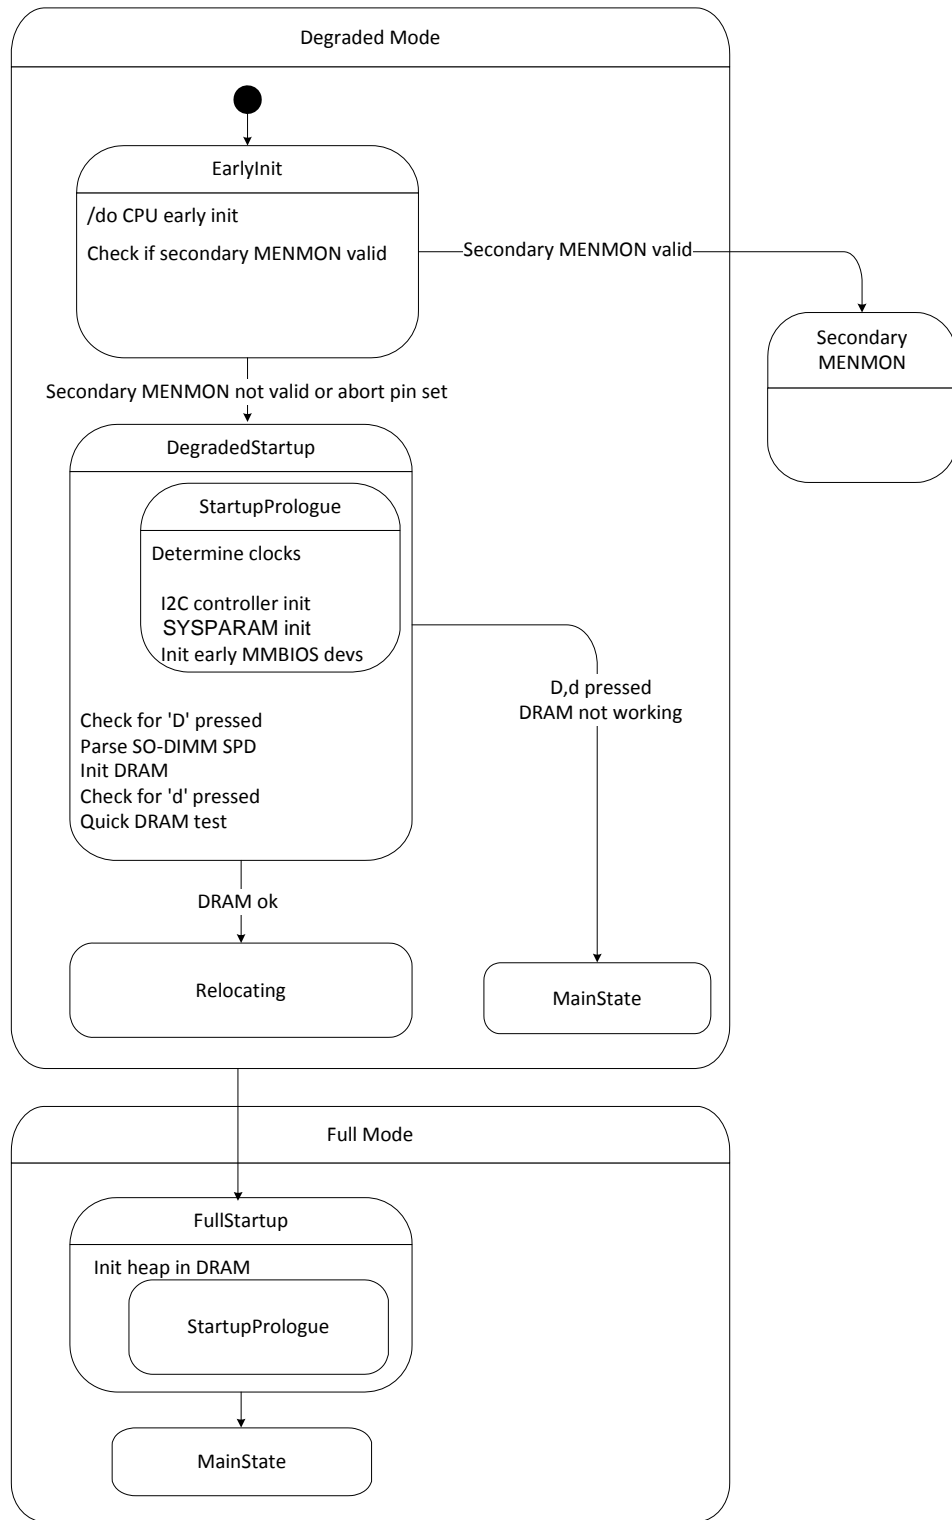 Degraded Mode
EarlyInit
/do CPU early init
Check if secondary MENMON valid
Secondary MENMON valid
Secondary
MENMON
Secondary MENMON not valid or abort pin set
DegradedStartup
StartupPrologue
Determine clocks
I2C controller init
SYSPARAM init
Init early MMBIOS devs
D,d pressed
DRAM not working
Check for 'D' pressed
Parse SO-DIMM SPD
Init DRAM
Check for 'd' pressed
Quick DRAM test
DRAM ok
Relocating
MainState
Full Mode
FullStartup
Init heap in DRAM
StartupPrologue
MainState